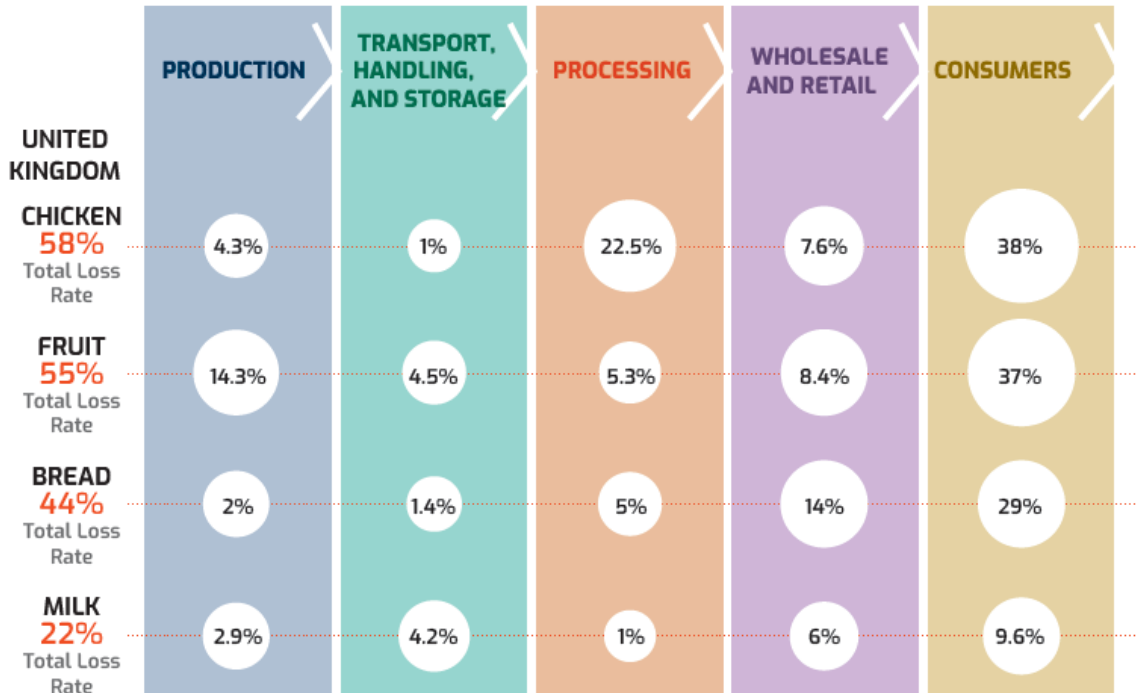 PRODUCTION
TRANSPORT,
HANDLING,
AND STORAGE
PROCESSING
WHOLESALE
AND RETAIL
CONSUMERS
UNITED
KINGDOM
CHICKEN
58%
Total Loss
Rate
4.3%
1%
22.5%
7.6%
38%
FRUIT
55%
Total Loss
Rate
14.3%
4.5%
5.3%
8.4%
37%
BREAD
44%
Total Loss
Rate
2%
1.4%
5%
14%
29%
MILK
22%
Total Loss
Rate
2.9%
4.2%
1%
6%
9.6%